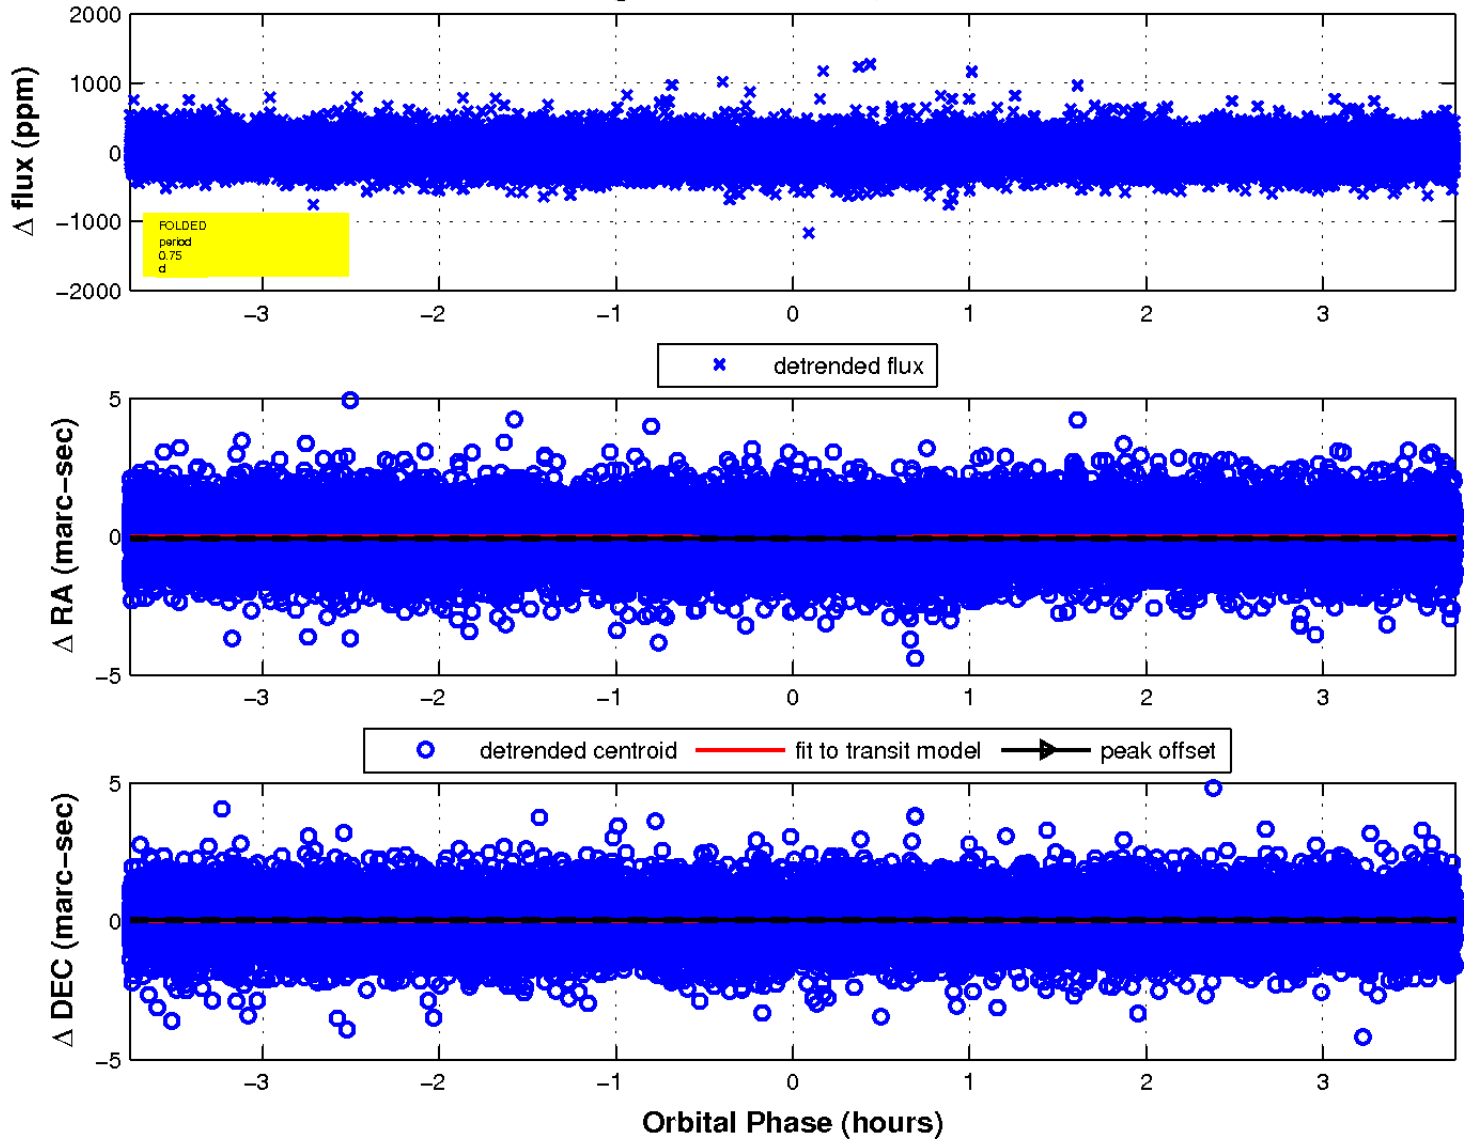 2000
1000
0
−1000
−2000
Δ flux (ppm)
FOLDED
period
0.75
d
−3 −2 −1 0 1 2 3
detrended flux
5
0
−5
Δ RA (marc−sec)
−3 −2 −1 0 1 2 3
detrended centroid fit to transit model peak offset
5
0
−5
Δ DEC (marc−sec)
−3 −2 −1 0 1 2 3
Orbital Phase (hours)